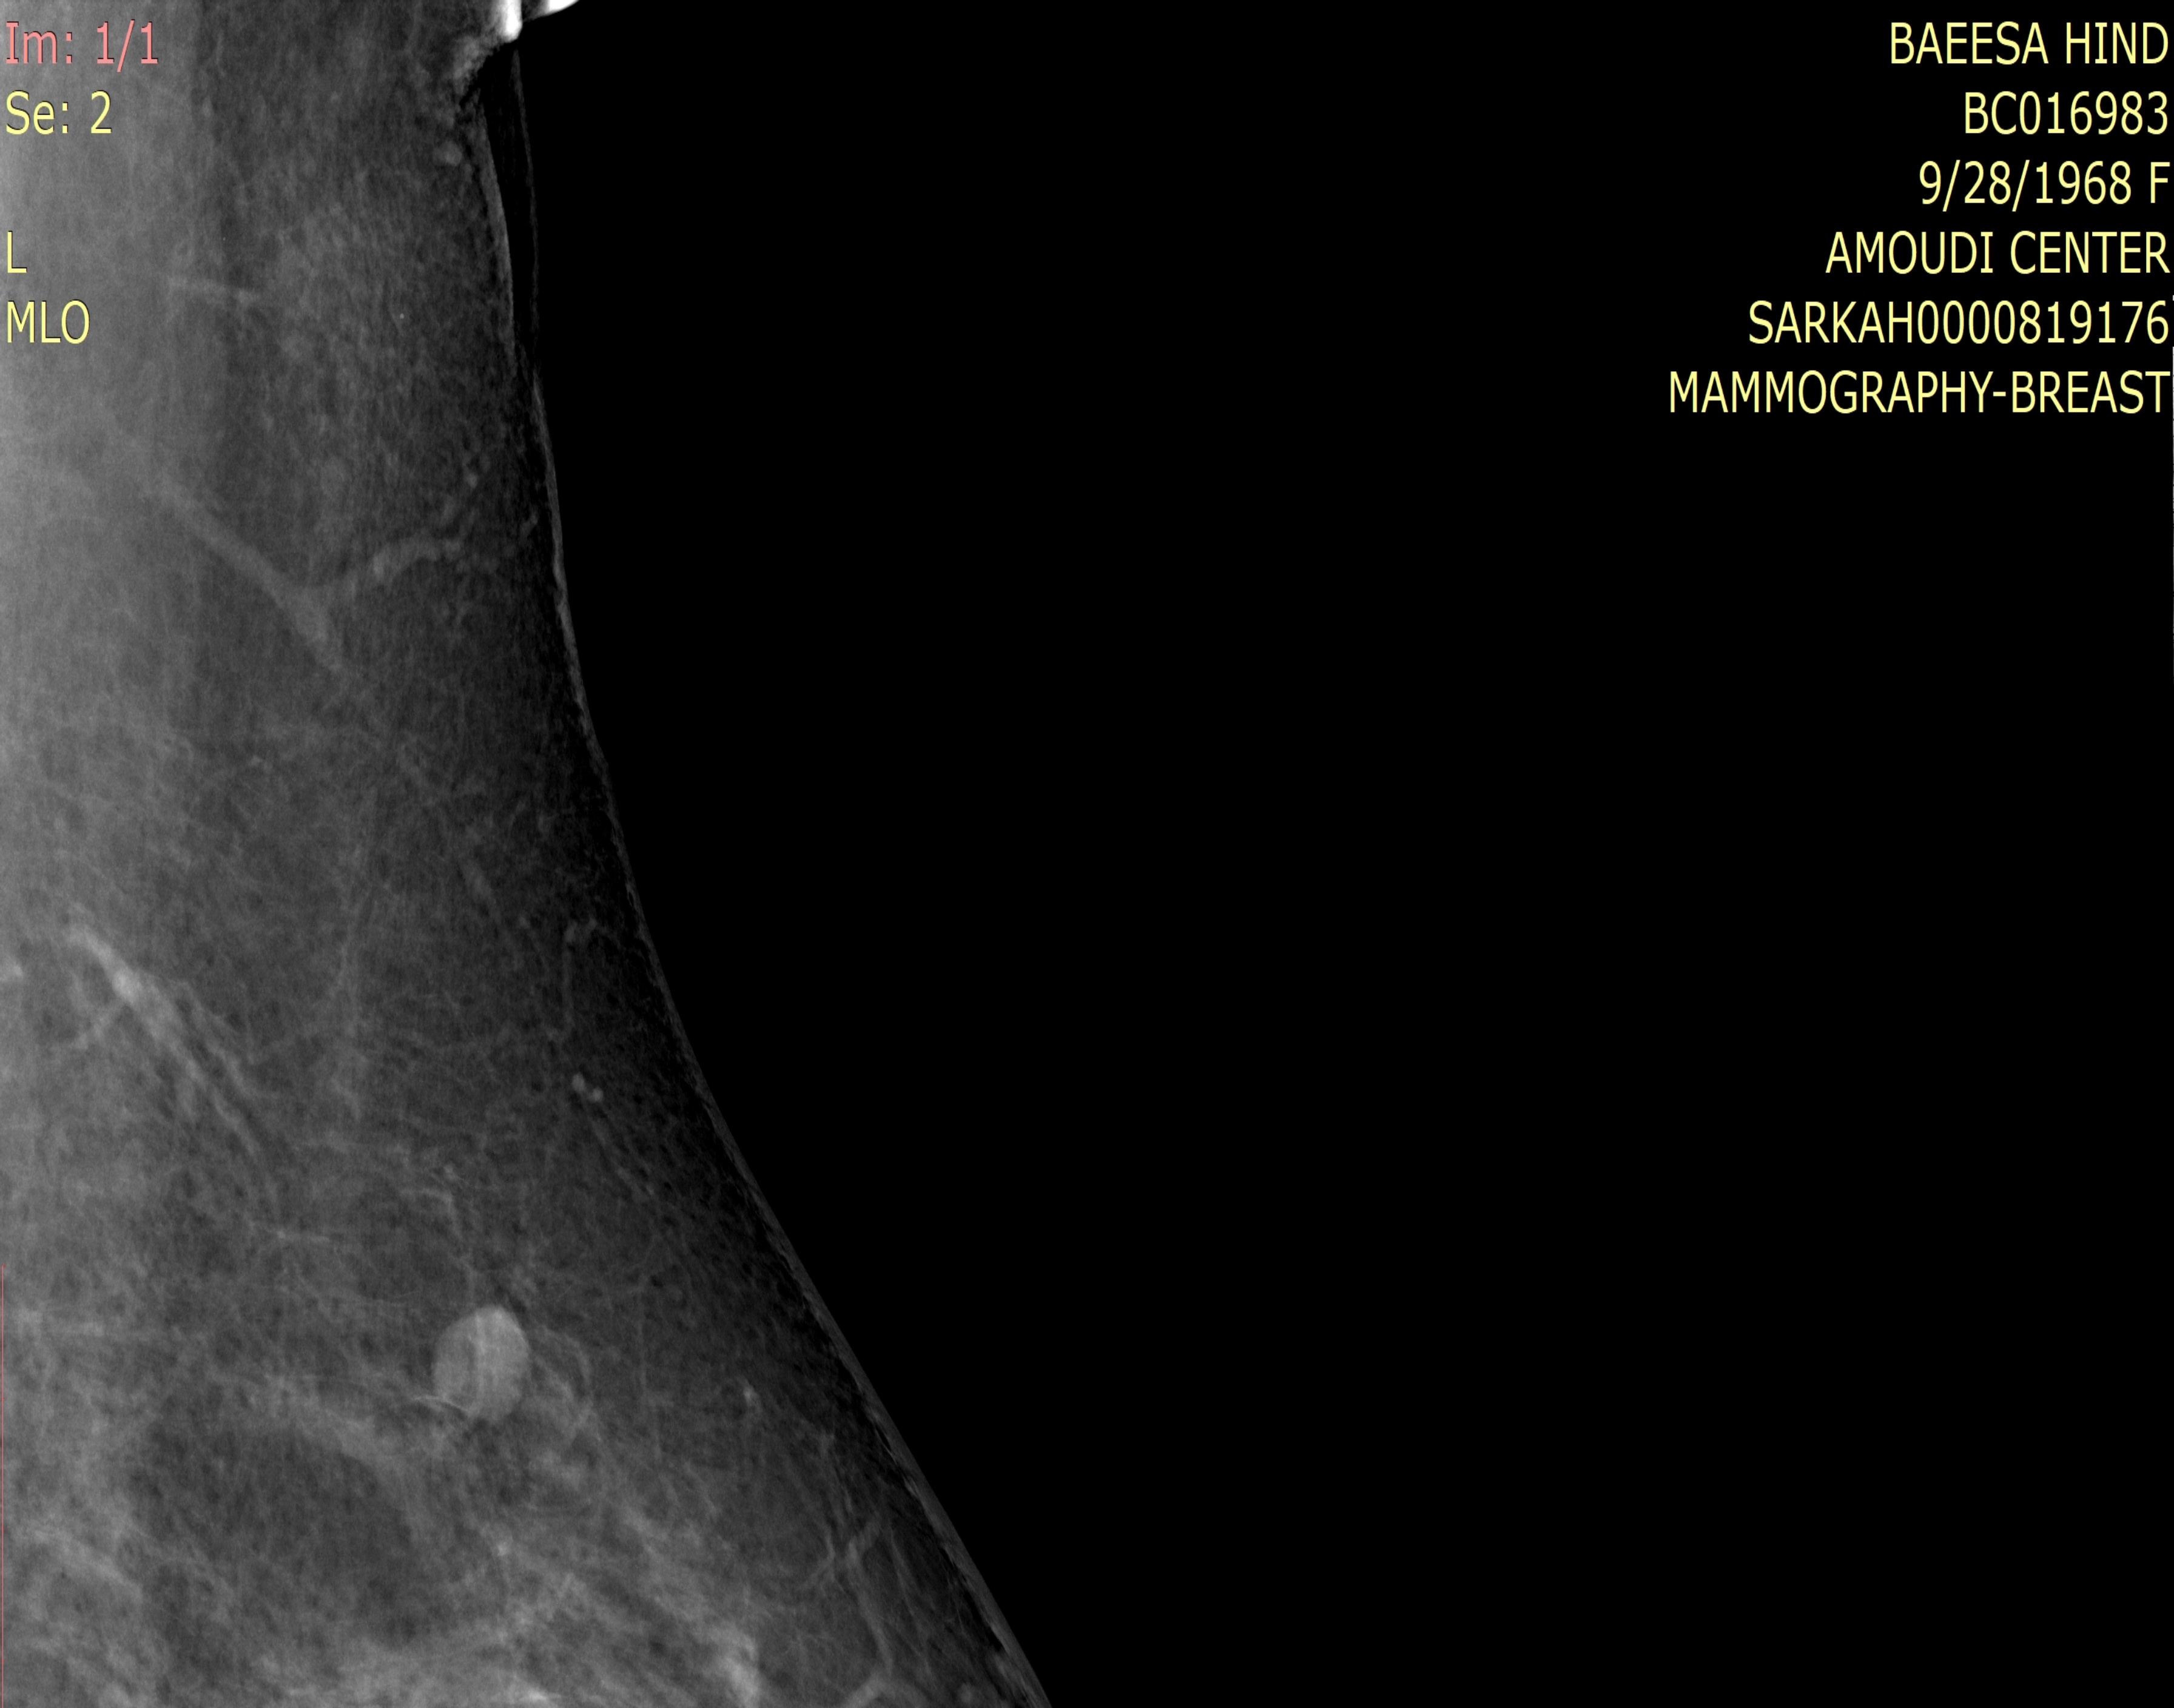 Im: 1/1
Se: 2
L
MLO
BAEESA HIND
BC016983
9/28/1968 F
AMOUDI CENTER
SARKAH0000819176
MAMMOGRAPHY-BREAST